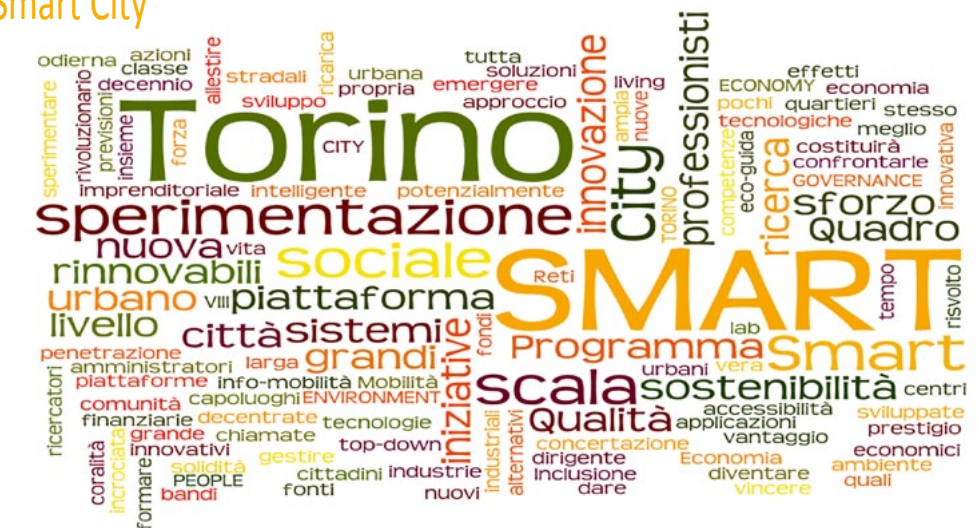 Smart City
odierna
azioni
classe
decennio
allestire
stradali
ricarica
urbana
propria
tutta
soluzioni
emergere
approccio
sviluppo
sperimentare
rivoluzionario
previsioni
insieme
forza
Torino
CITY
innovazione
living
ampia
nuove
city
TORINO
professionisti
effetti
ECONOMY
economia
pochi
quartieri
stesso
tecnologiche
meglio
competenze
eco-guida
ricerca
costituirà
confrontarle
GOVERNANCE
innovativa
sforzo
Quadro
imprenditoriale
intelligente
potenzialmente
sperimentazione
nuova
vita
sociale
rinnovabili
urbano
VIII
piattaforma
Reti
SMART
tempo
risvolto
livello
città
sistemi
fondi
lab
Programma
Smart
penetrazione
amministratori
larga
grandi
iniziative
urbani
vera
ricercatori
piattaforme
info-mobilità
Mobilità
scala
sostenibilità
centri
comunità
capoluoghi
ENVIRONMENT
finanziarie
decentrate
tecnologie
industriali
alternativi
Qualità
accessibilità
applicazioni
sviluppate
prestigio
vantaggio
coralità
incrociata
grande
chiamate
innovativi
top-down
concertazione
economici
solidità
gestire
dirigente
Economia
ambiente
PEOPLE
cittadini
industrie
Inclusione
diventare
quali
formare
bandi
fonti
nuovi
dare
vincere